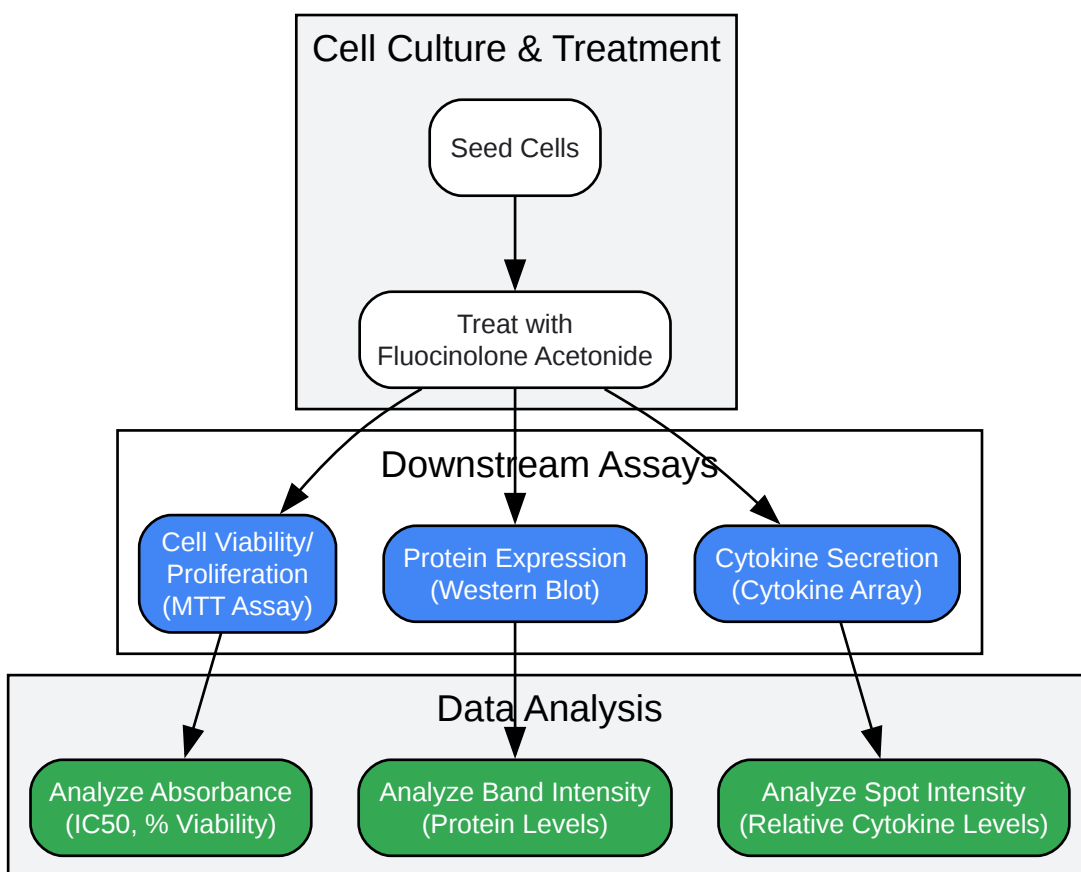 Cell Culture & Treatment
Seed Cells
Treat with
Fluocinolone Acetonide
Downstream Assays
Cell Viability/
Proliferation
(MTT Assay)
Protein Expression
(Western Blot)
Cytokine Secretion
(Cytokine Array)
Data Analysis
Analyze Absorbance
(IC50, % Viability)
Analyze Band Intensity
(Protein Levels)
Analyze Spot Intensity
(Relative Cytokine Levels)